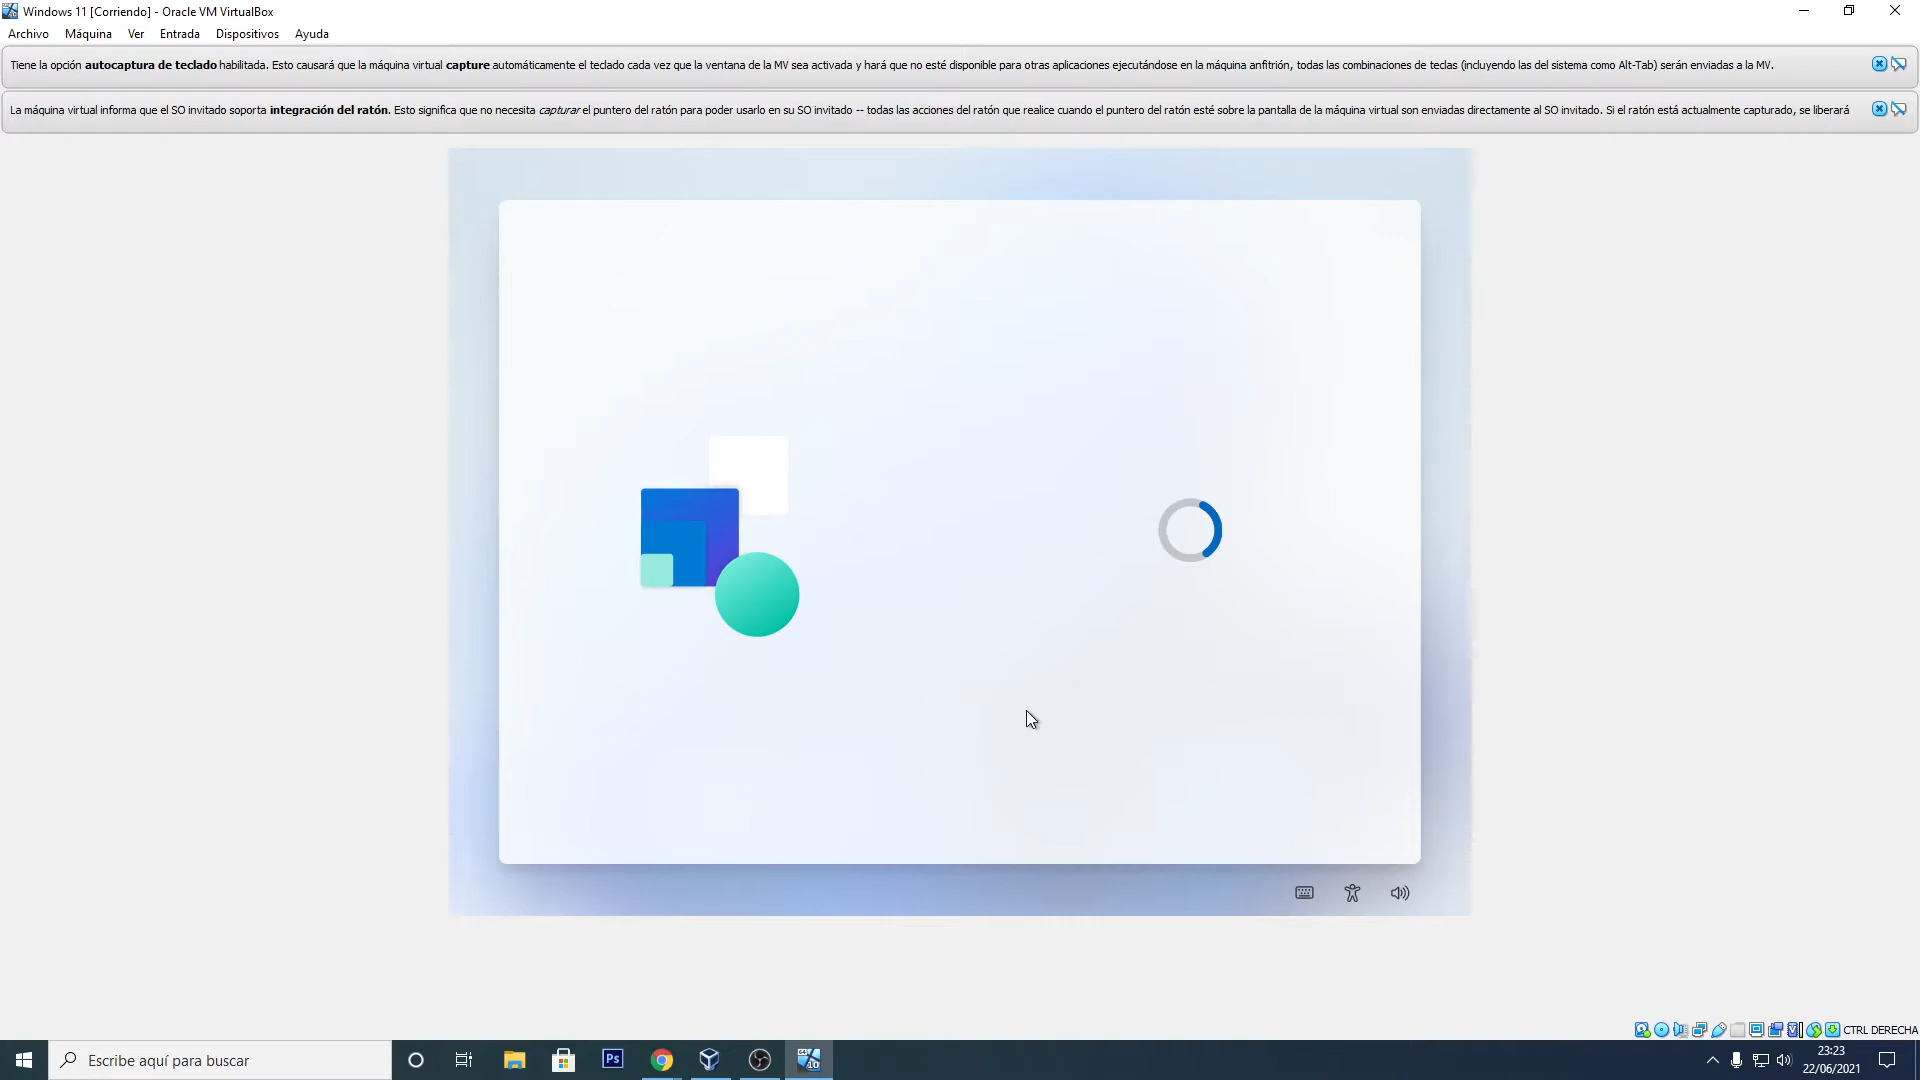 Windows 11 [Corriendo] - Oracle VM VirtualBox
Archivo Máquina Ver Entrada Dispositivos Ayuda
Tiene la opción autocaptura de teclado habilitada. Esto causará que la máquina virtual capture automáticamente el teclado cada vez que la ventana de la MV sea activada y hará que no esté disponible para otras aplicaciones ejecutándose en la máquina anfitrión, todas las combinaciones de teclas (incluyendo las del sistema como Alt-Tab) serán enviadas a la MV.
La máquina virtual informa que el SO invitado soporta integración del ratón. Esto significa que no necesita capturar el puntero del ratón para poder usarlo en su SO invitado -- todas las acciones del ratón que realice cuando el puntero del ratón esté sobre la pantalla de la máquina virtual son enviadas directamente al SO invitado. Si el ratón está actualmente capturado, se liberará
CTRL DERECHA
Escribe aquí para buscar
Ps
64
10
23:23
22/06/2021